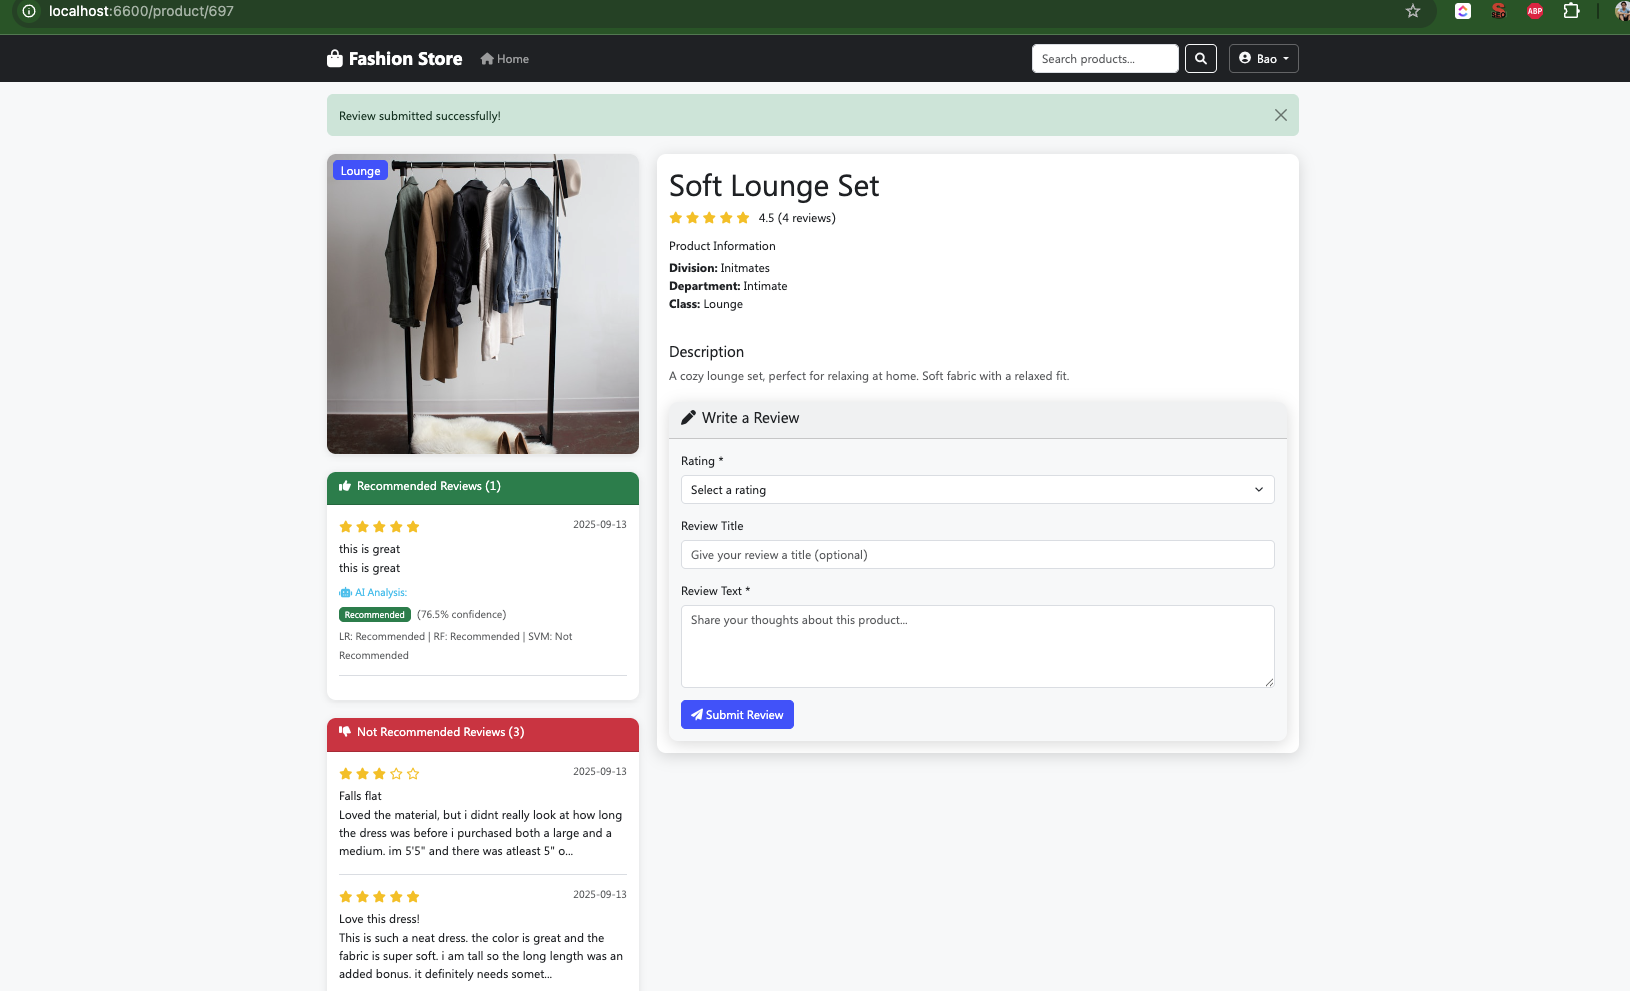 localhost:6600/product/697
ABP
Fashion Store
Home
Search products...
Bao
Review submitted successfully!
Lounge
Soft Lounge Set
4.5 (4 reviews)
Product Information
Division: Initmates
Department: Intimate
Class: Lounge
Description
A cozy lounge set, perfect for relaxing at home. Soft fabric with a relaxed fit.
Write a Review
Rating *
Select a rating
Review Title
Give your review a title (optional)
Review Text *
Share your thoughts about this product...
Submit Review
Recommended Reviews (1)
2025-09-13
this is great
this is great
AI Analysis:
Recommended (76.5% confidence)
LR: Recommended | RF: Recommended | SVM: Not
Recommended
Not Recommended Reviews (3)
2025-09-13
Falls flat
Loved the material, but i didnt really look at how long
the dress was before i purchased both a large and a
medium. im 5'5" and there was atleast 5" o...
2025-09-13
Love this dress!
This is such a neat dress. the color is great and the
fabric is super soft. i am tall so the long length was an
added bonus. it definitely needs somet...